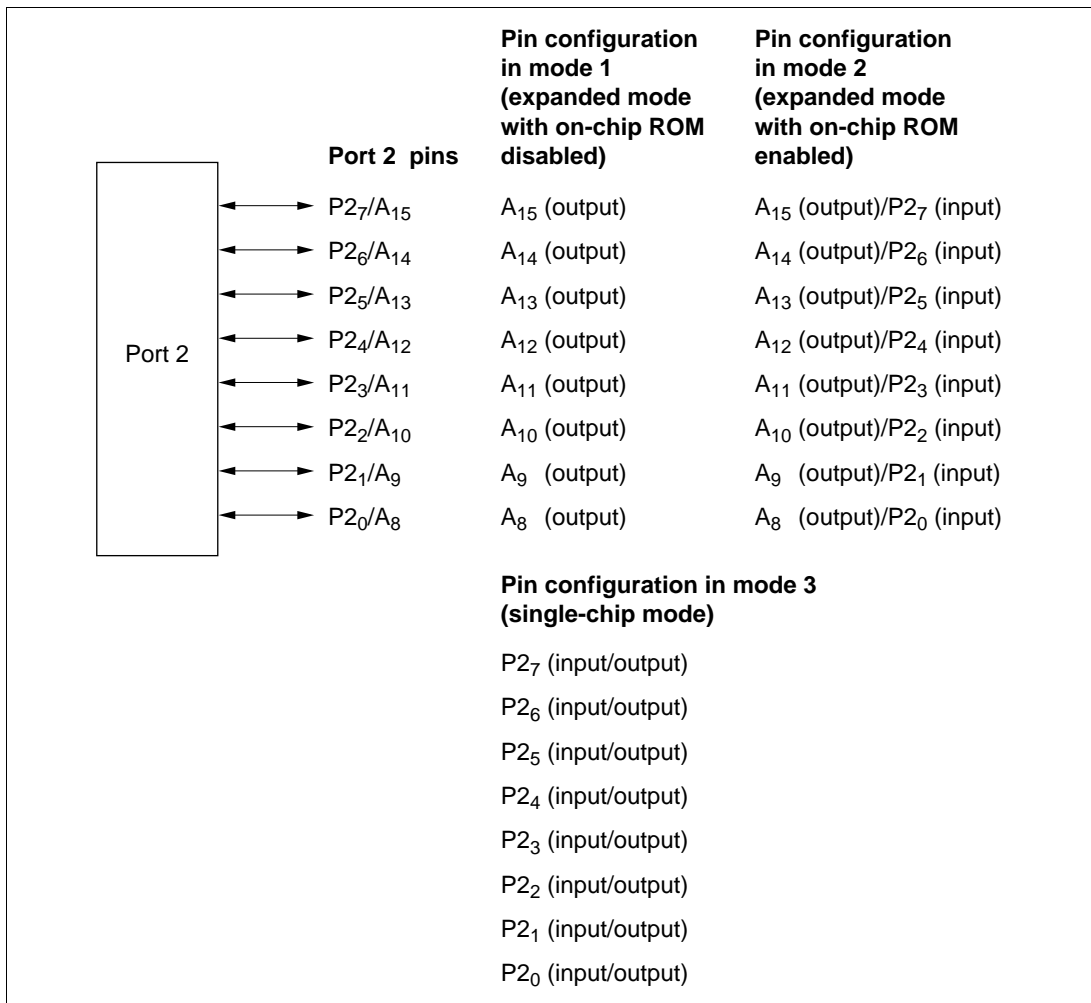 Pin configuration in mode 1 (expanded mode with on-chip ROM disabled)
Pin configuration in mode 2 (expanded mode with on-chip ROM enabled)
Port 2 pins
Port 2
P2₇/A₁₅ A₁₅ (output) A₁₅ (output)/P2₇ (input)
P2₆/A₁₄ A₁₄ (output) A₁₄ (output)/P2₆ (input)
P2₅/A₁₃ A₁₃ (output) A₁₃ (output)/P2₅ (input)
P2₄/A₁₂ A₁₂ (output) A₁₂ (output)/P2₄ (input)
P2₃/A₁₁ A₁₁ (output) A₁₁ (output)/P2₃ (input)
P2₂/A₁₀ A₁₀ (output) A₁₀ (output)/P2₂ (input)
P2₁/A₉ A₉ (output) A₉ (output)/P2₁ (input)
P2₀/A₈ A₈ (output) A₈ (output)/P2₀ (input)
Pin configuration in mode 3
(single-chip mode)
P2₇ (input/output)
P2₆ (input/output)
P2₅ (input/output)
P2₄ (input/output)
P2₃ (input/output)
P2₂ (input/output)
P2₁ (input/output)
P2₀ (input/output)